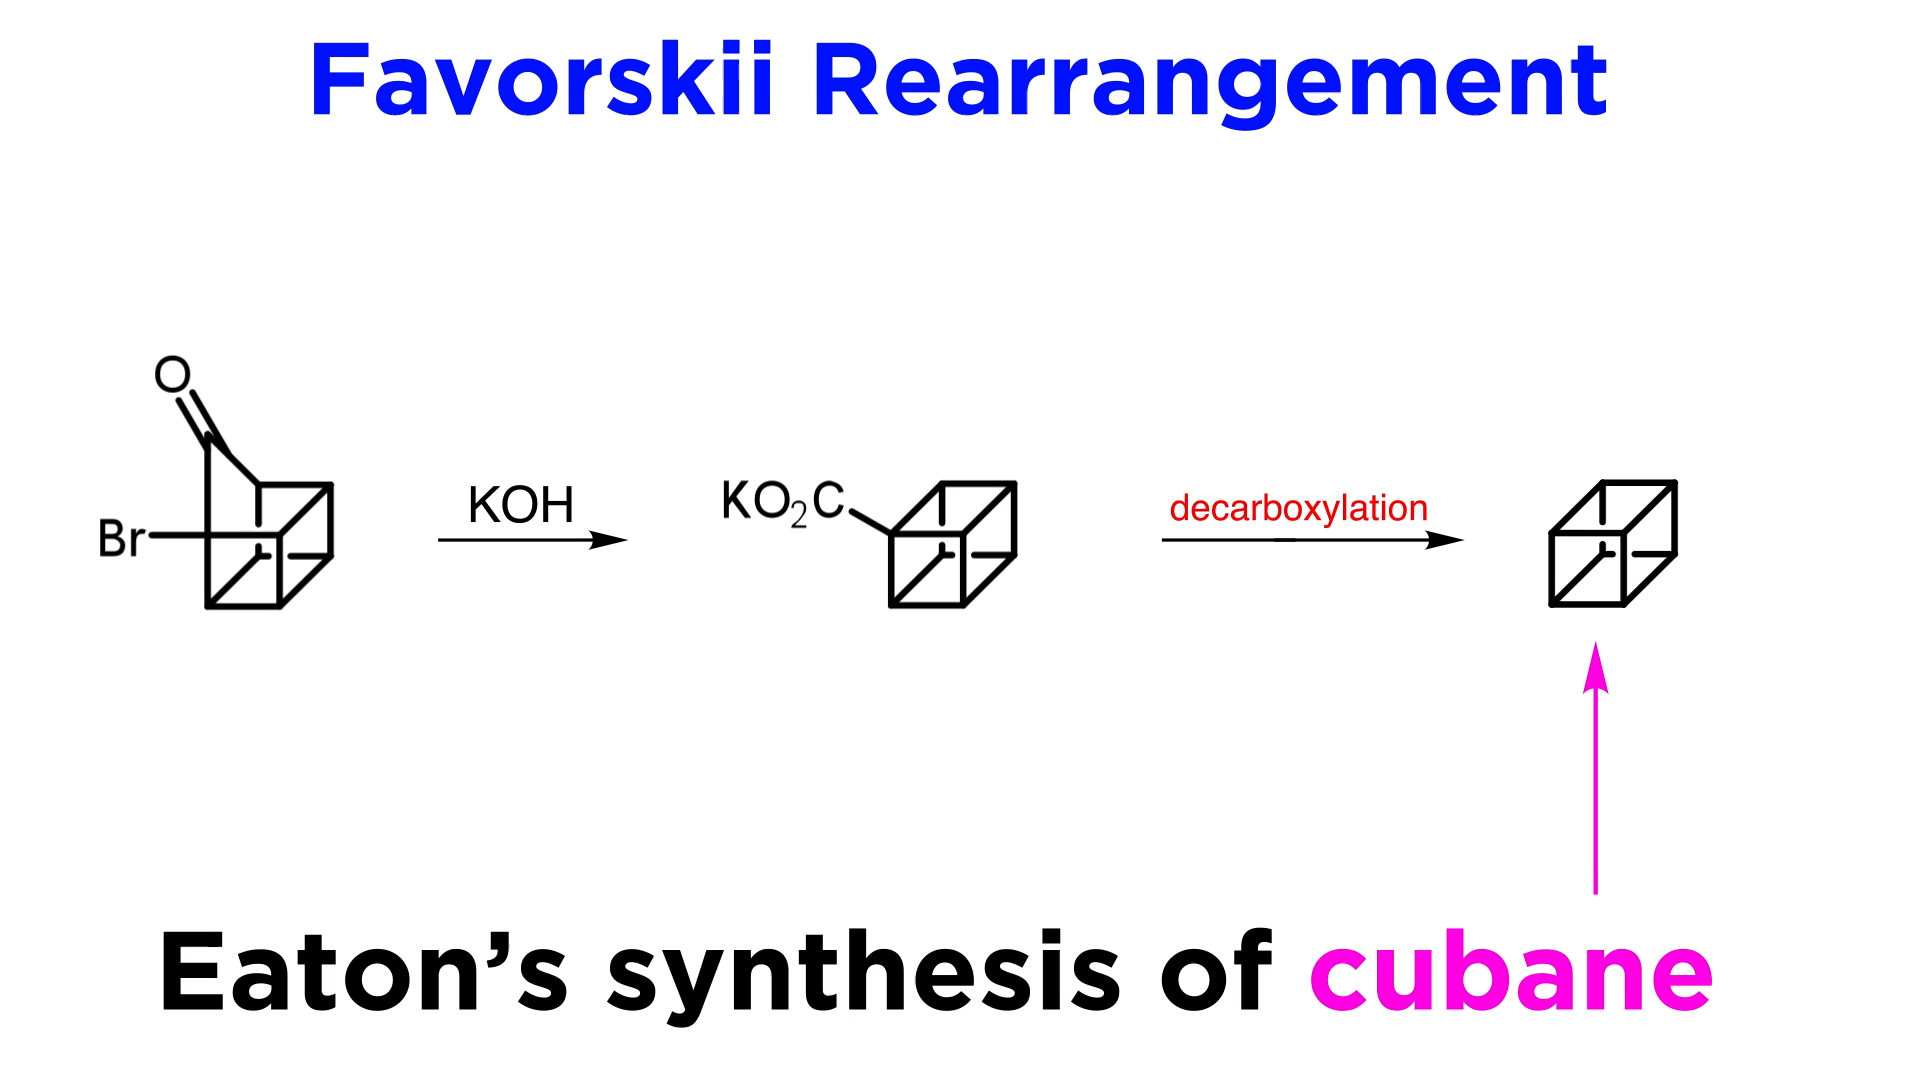 Favorskii Rearrangement
O
Br
KOH
KO₂C
decarboxylation
Eaton’s synthesis of cubane